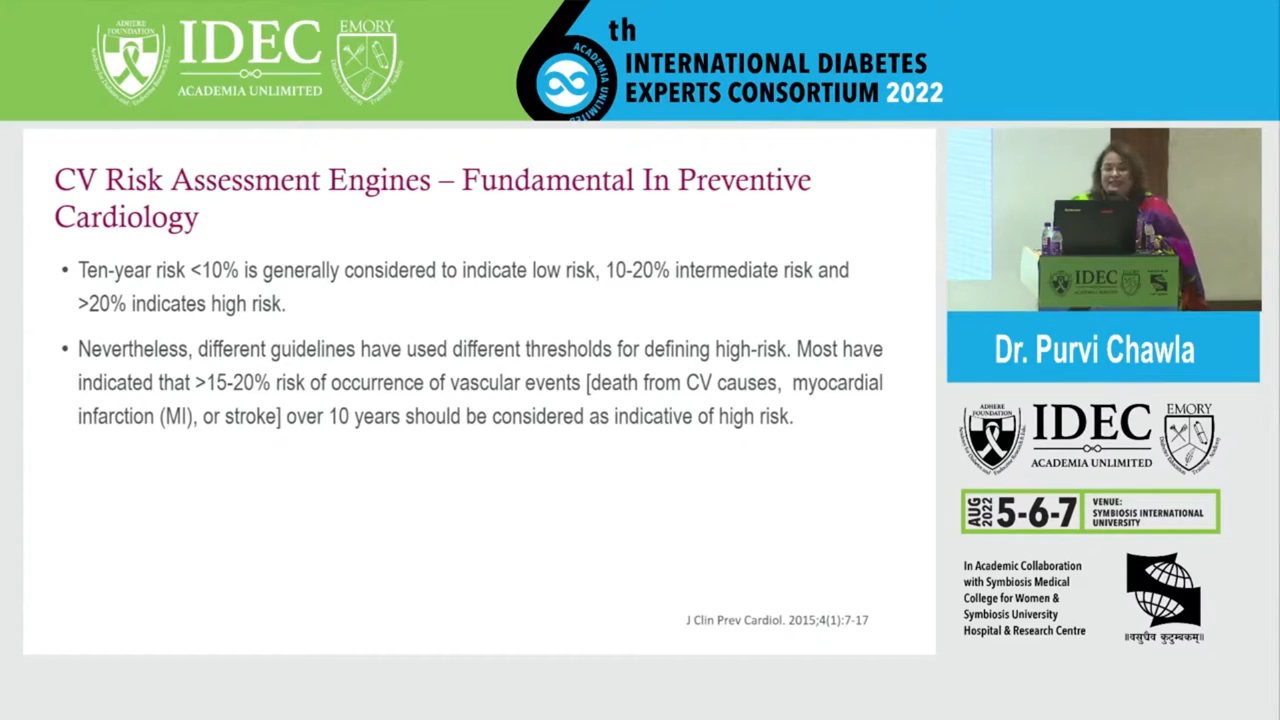 ADHERE
FOUNDATION
IDEC
ACADEMIA UNLIMITED
EMORY
6th
ACADEMIA UNLIMITED
INTERNATIONAL DIABETES
EXPERTS CONSORTIUM 2022
CV Risk Assessment Engines – Fundamental In Preventive
Cardiology
• Ten-year risk <10% is generally considered to indicate low risk, 10-20% intermediate risk and
>20% indicates high risk.
• Nevertheless, different guidelines have used different thresholds for defining high-risk. Most have
indicated that >15-20% risk of occurrence of vascular events [death from CV causes, myocardial
infarction (MI), or stroke] over 10 years should be considered as indicative of high risk.
J Clin Prev Cardiol. 2015;4(1):7-17
IDEC
Dr. Purvi Chawla
ADHERE
FOUNDATION
IDEC
ACADEMIA UNLIMITED
EMORY
AUG 2022
5-6-7
VENUE:
SYMBIOSIS INTERNATIONAL
UNIVERSITY
In Academic Collaboration
with Symbiosis Medical
College for Women &
Symbiosis University
Hospital & Research Centre
॥वसुधैव कुटुम्बकम्॥